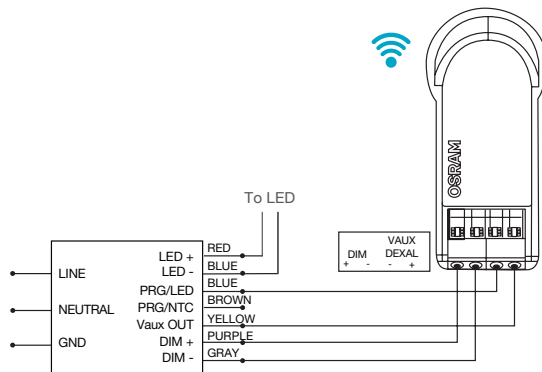 OSRAM
To LED
VAUX
DIM DEXAL
+ - - +
LINE
NEUTRAL
GND
LED + RED
LED - BLUE
PRG/LED BLUE
PRG/NTC BROWN
Vaux OUT YELLOW
DIM + PURPLE
DIM - GRAY